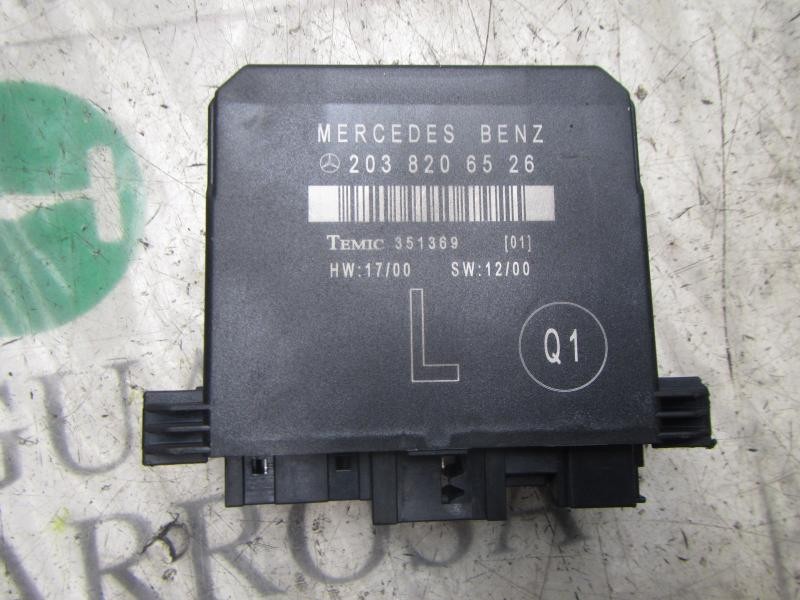 MERCEDES BENZ
203 820 65 26
TEMIC 351369 [01]
HW:17/00 SW:12/00
L
Q1